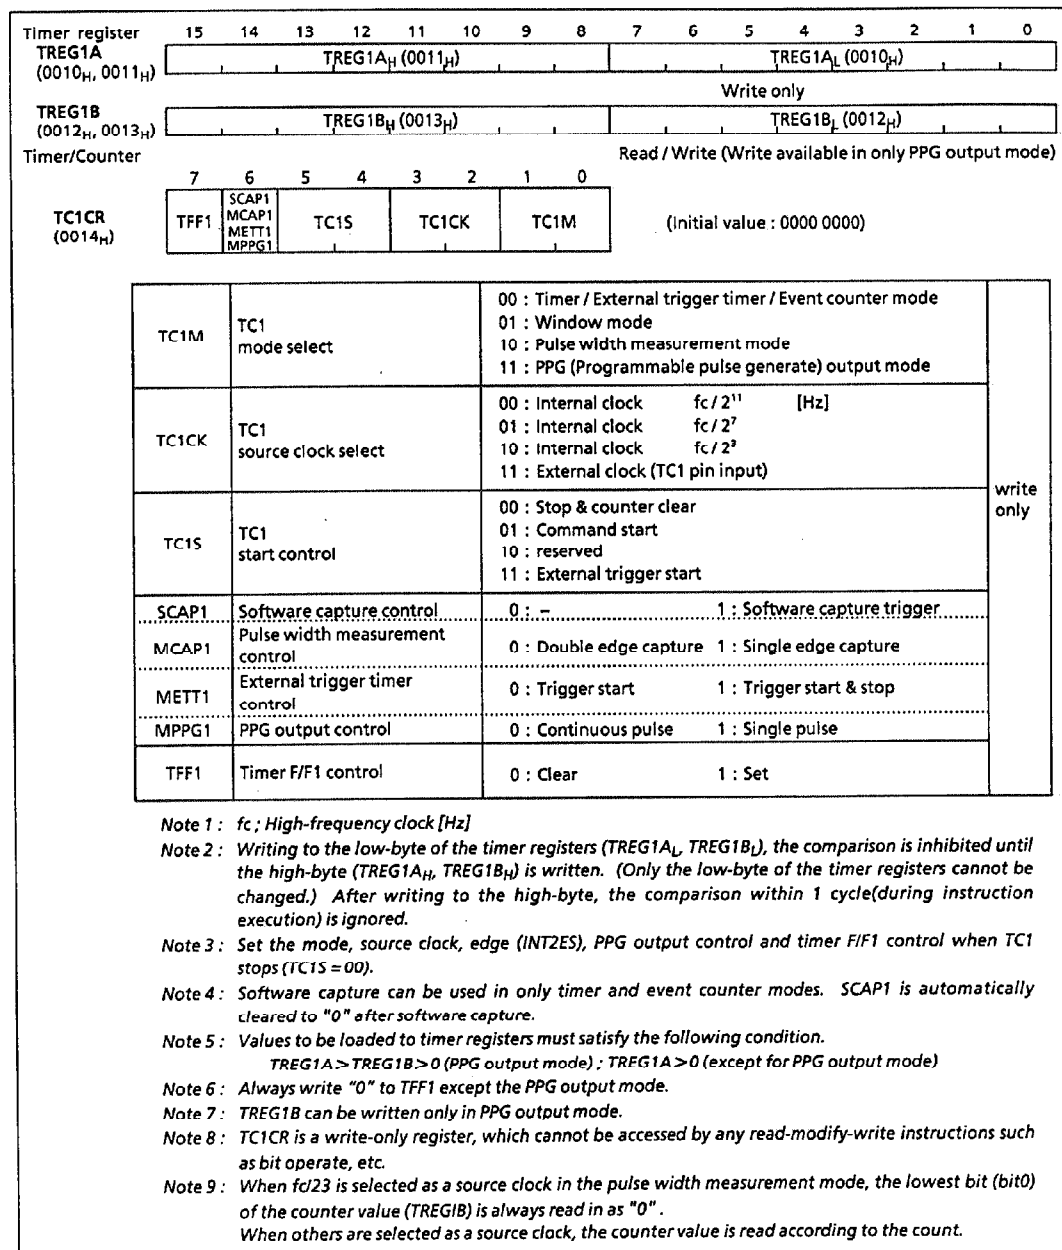 Timer register 15 14 13 12 11 10 9 8 7 6 5 4 3 2 1 0
TREG1A
(0010H, 0011H) TREG1AH (0011H) TREG1AL (0010H)
Write only
TREG1B
(0012H, 0013H) TREG1BH (0013H) TREG1BL (0012H)
Timer/Counter Read / Write (Write available in only PPG output mode)
7 6 5 4 3 2 1 0
TC1CR
(0014H) TFF1 SCAP1 MCAP1 METT1 MPPG1 TC1S TC1CK TC1M (Initial value : 0000 0000)
TC1M TC1 mode select
00 : Timer / External trigger timer / Event counter mode
01 : Window mode
10 : Pulse width measurement mode
11 : PPG (Programmable pulse generate) output mode
TC1CK TC1 source clock select
00 : Internal clock fc / 2¹¹ [Hz]
01 : Internal clock fc / 2⁷
10 : Internal clock fc / 2³
11 : External clock (TC1 pin input)
write only
TC1S TC1 start control
00 : Stop & counter clear
01 : Command start
10 : reserved
11 : External trigger start
SCAP1 Software capture control 0 : – 1 : Software capture trigger
MCAP1 Pulse width measurement control 0 : Double edge capture 1 : Single edge capture
METT1 External trigger timer control 0 : Trigger start 1 : Trigger start & stop
MPPG1 PPG output control 0 : Continuous pulse 1 : Single pulse
TFF1 Timer F/F1 control 0 : Clear 1 : Set
Note 1 : fc ; High-frequency clock [Hz]
Note 2 : Writing to the low-byte of the timer registers (TREG1AL, TREG1BL), the comparison is inhibited until
the high-byte (TREG1AH, TREG1BH) is written. (Only the low-byte of the timer registers cannot be
changed.) After writing to the high-byte, the comparison within 1 cycle(during instruction
execution) is ignored.
Note 3 : Set the mode, source clock, edge (INT2ES), PPG output control and timer F/F1 control when TC1
stops (TC1S = 00).
Note 4 : Software capture can be used in only timer and event counter modes. SCAP1 is automatically
cleared to "0" after software capture.
Note 5 : Values to be loaded to timer registers must satisfy the following condition.
TREG1A > TREG1B > 0 (PPG output mode) ; TREG1A > 0 (except for PPG output mode)
Note 6 : Always write "0" to TFF1 except the PPG output mode.
Note 7 : TREG1B can be written only in PPG output mode.
Note 8 : TC1CR is a write-only register, which cannot be accessed by any read-modify-write instructions such
as bit operate, etc.
Note 9 : When fc/23 is selected as a source clock in the pulse width measurement mode, the lowest bit (bit0)
of the counter value (TREGIB) is always read in as "0".
When others are selected as a source clock, the counter value is read according to the count.